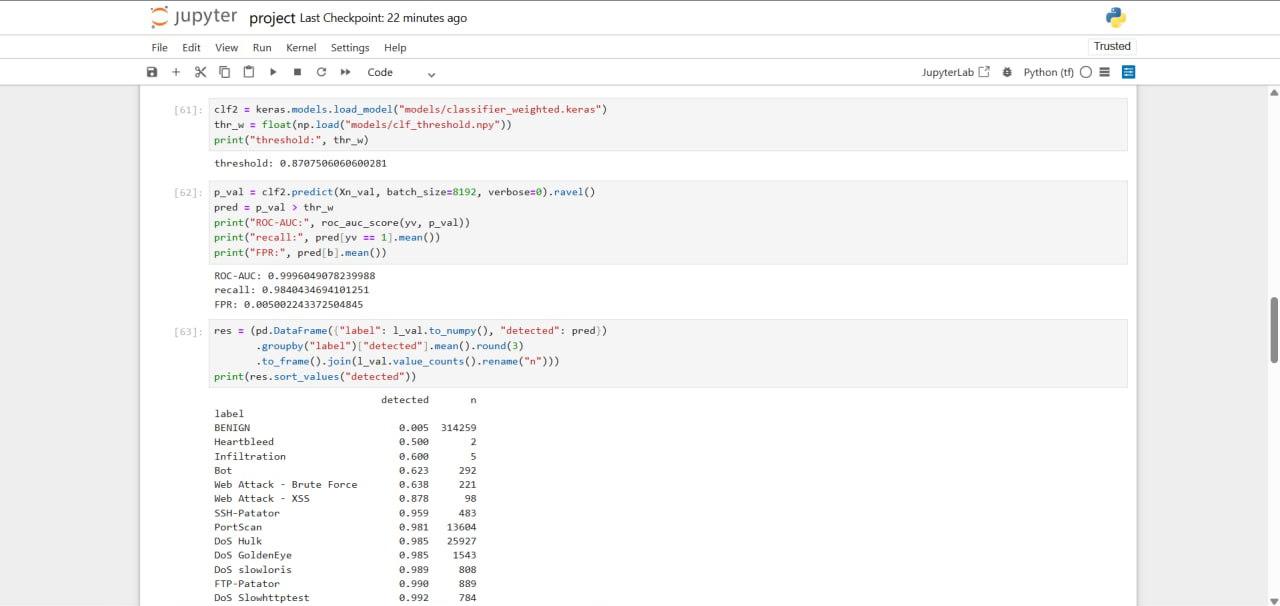 jupyter project Last Checkpoint: 22 minutes ago
File Edit View Run Kernel Settings Help
Trusted
Code
JupyterLab Python (tf)
[61]: clf2 = keras.models.load_model("models/classifier_weighted.keras")
thr_w = float(np.load("models/clf_threshold.npy"))
print("threshold:", thr_w)
threshold: 0.8707506060600281
[62]: p_val = clf2.predict(Xn_val, batch_size=8192, verbose=0).ravel()
pred = p_val > thr_w
print("ROC-AUC:", roc_auc_score(yv, p_val))
print("recall:", pred[yv == 1].mean())
print("FPR:", pred[b].mean())
ROC-AUC: 0.9996049078239988
recall: 0.9840434694101251
FPR: 0.005002243372504845
[63]: res = (pd.DataFrame({"label": l_val.to_numpy(), "detected": pred})
.groupby("label")["detected"].mean().round(3)
.to_frame().join(l_val.value_counts().rename("n")))
print(res.sort_values("detected"))
detected n
label
BENIGN 0.005 314259
Heartbleed 0.500 2
Infiltration 0.600 5
Bot 0.623 292
Web Attack - Brute Force 0.638 221
Web Attack - XSS 0.878 98
SSH-Patator 0.959 483
PortScan 0.981 13604
DoS Hulk 0.985 25927
DoS GoldenEye 0.985 1543
DoS slowloris 0.989 808
FTP-Patator 0.990 889
DoS Slowhttptest 0.992 784